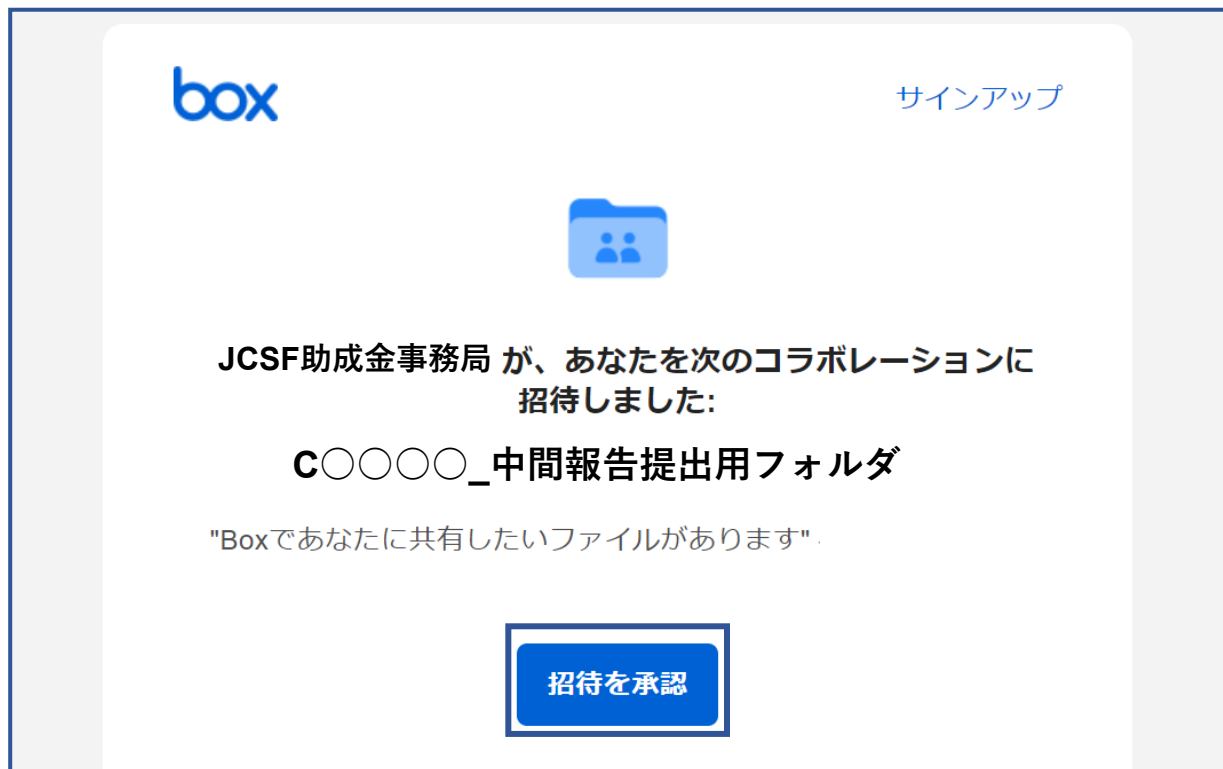 box
サインアップ
JCSF助成金事務局 が、あなたを次のコラボレーションに
招待しました:
C○○○○_中間報告提出用フォルダ
"Boxであなたに共有したいファイルがあります"
招待を承認